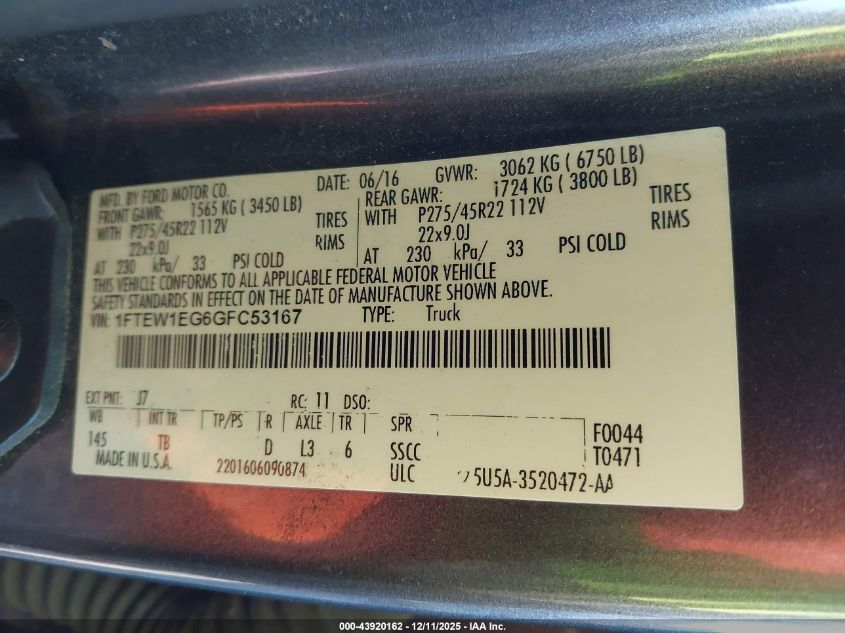 MFD. BY FORD MOTOR CO. DATE: 06/16 GVWR: 3062 KG ( 6750 LB)
FRONT GAWR: 1565 KG ( 3450 LB) REAR GAWR: 1724 KG ( 3800 LB)
WITH P275/45R22 112V TIRES WITH P275/45R22 112V TIRES
22x9.0J RIMS 22x9.0J RIMS
AT 230 kPa/ 33 PSI COLD AT 230 kPa/ 33 PSI COLD
THIS VEHICLE CONFORMS TO ALL APPLICABLE FEDERAL MOTOR VEHICLE
SAFETY STANDARDS IN EFFECT ON THE DATE OF MANUFACTURE SHOWN ABOVE.
VIN: 1FTEW1EG6GFC53167 TYPE: Truck
EXT PNT: J7 RC: 11 DSO:
WB INT TR TP/PS R AXLE TR SPR F0044
145 TB D L3 6 SSCC T0471
MADE IN U.S.A. 2201606090874 ULC 5U5A-3520472-AA
000-43920162 - 12/11/2025 - IAA Inc.